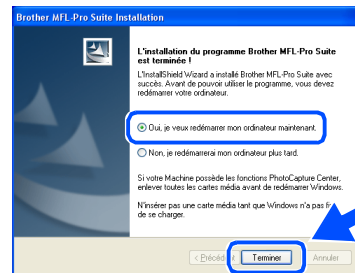 Brother MFL-Pro Suite Installation
L'installation du programme Brother MFL-Pro Suite
est terminée !
L'InstallShield Wizard a installé Brother MFL-Pro Suite avec
succès. Avant de pouvoir utiliser le programme, vous devez
redémarrer votre ordinateur.
Oui, je veux redémarrer mon ordinateur maintenant.
Non, je redémarrerai mon ordinateur plus tard.
Si votre Machine possède les fonctions PhotoCapture Center,
enlever toutes les cartes média avant de redémarrer Windows.
N'insérer pas une carte média tant que Windows n'a pas
de se charger.
< Terminer Annuler